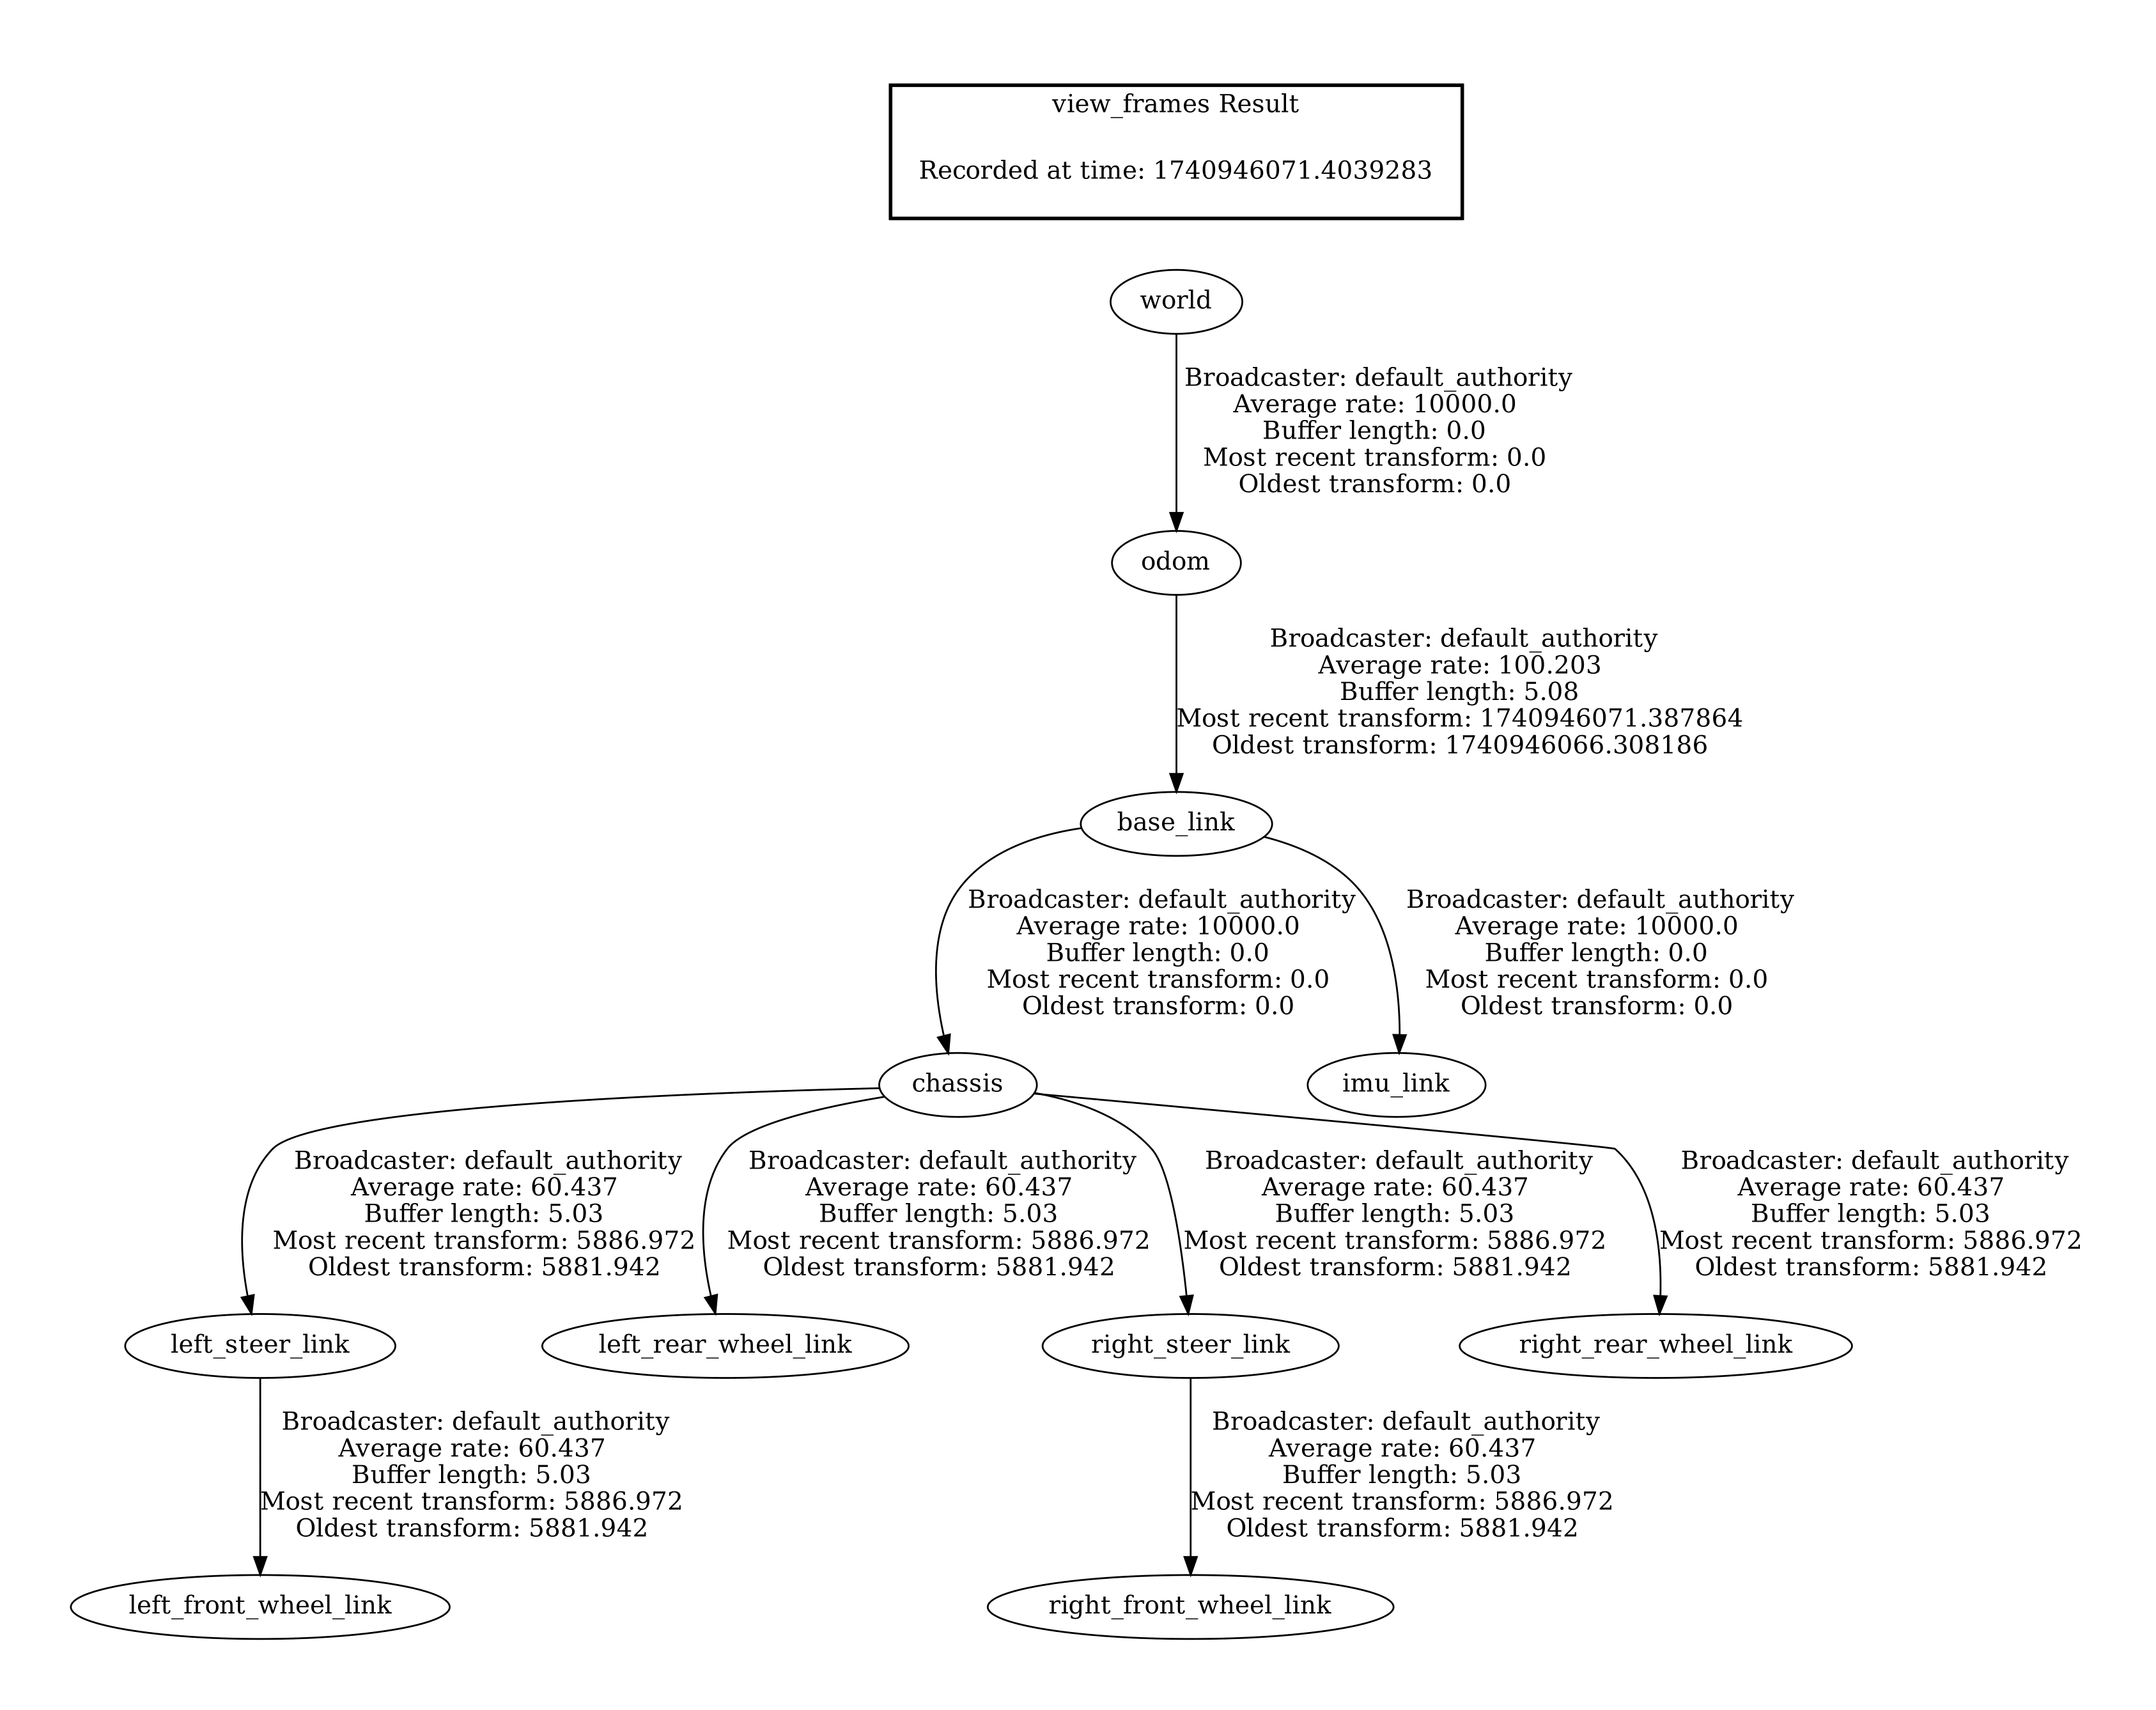 view_frames Result
Recorded at time: 1740946071.4039283
world
Broadcaster: default_authority
Average rate: 10000.0
Buffer length: 0.0
Most recent transform: 0.0
Oldest transform: 0.0
odom
Broadcaster: default_authority
Average rate: 100.203
Buffer length: 5.08
Most recent transform: 1740946071.387864
Oldest transform: 1740946066.308186
base_link
Broadcaster: default_authority
Average rate: 10000.0
Buffer length: 0.0
Most recent transform: 0.0
Oldest transform: 0.0
Broadcaster: default_authority
Average rate: 10000.0
Buffer length: 0.0
Most recent transform: 0.0
Oldest transform: 0.0
chassis
imu_link
Broadcaster: default_authority
Average rate: 60.437
Buffer length: 5.03
Most recent transform: 5886.972
Oldest transform: 5881.942
Broadcaster: default_authority
Average rate: 60.437
Buffer length: 5.03
Most recent transform: 5886.972
Oldest transform: 5881.942
Broadcaster: default_authority
Average rate: 60.437
Buffer length: 5.03
Most recent transform: 5886.972
Oldest transform: 5881.942
Broadcaster: default_authority
Average rate: 60.437
Buffer length: 5.03
Most recent transform: 5886.972
Oldest transform: 5881.942
left_steer_link
left_rear_wheel_link
right_steer_link
right_rear_wheel_link
Broadcaster: default_authority
Average rate: 60.437
Buffer length: 5.03
Most recent transform: 5886.972
Oldest transform: 5881.942
Broadcaster: default_authority
Average rate: 60.437
Buffer length: 5.03
Most recent transform: 5886.972
Oldest transform: 5881.942
left_front_wheel_link
right_front_wheel_link